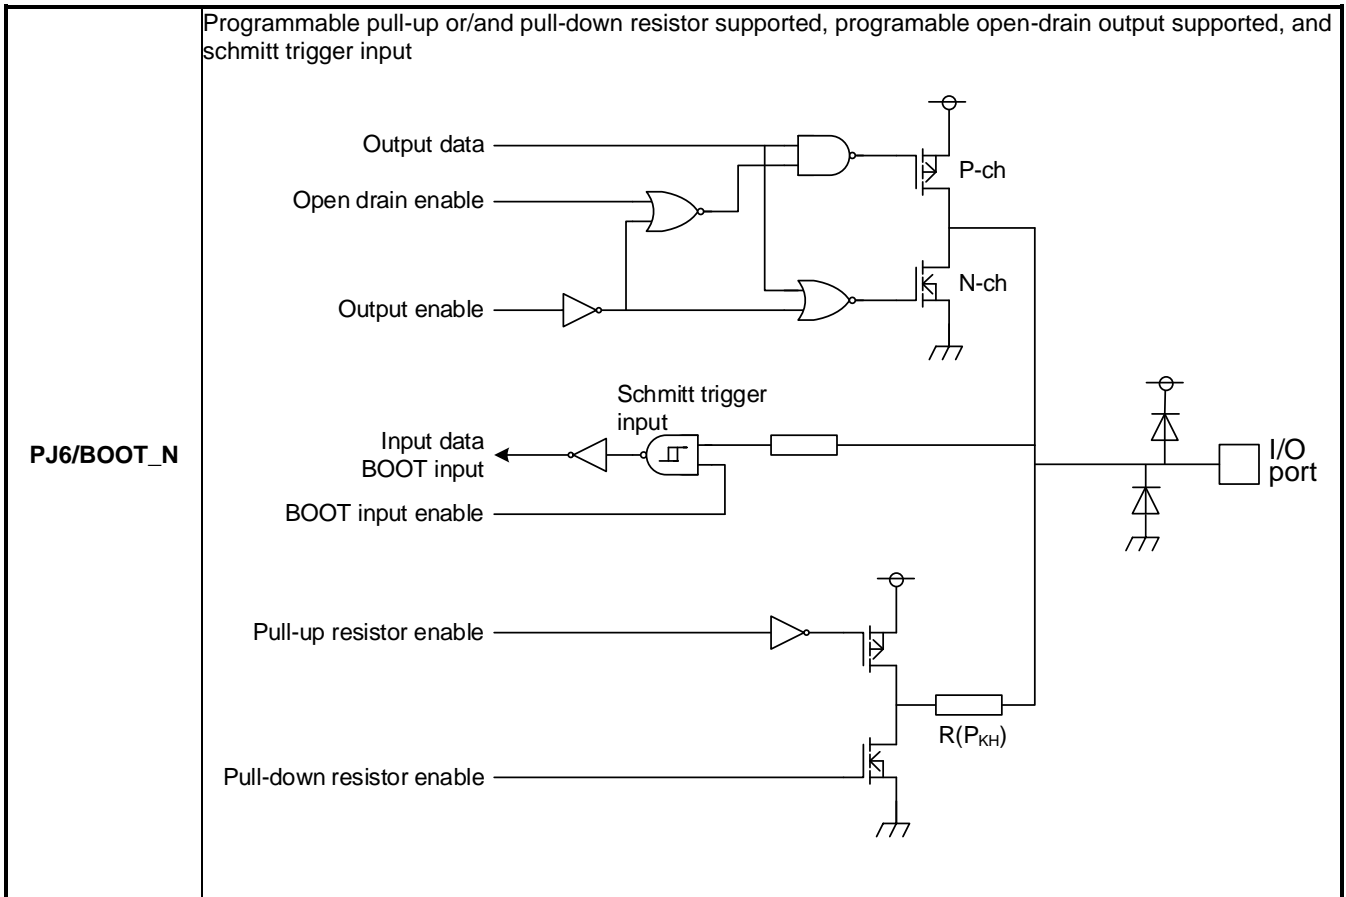 Programmable pull-up or/and pull-down resistor supported, programable open-drain output supported, and
schmitt trigger input
Output data
P-ch
Open drain enable
N-ch
Output enable
Schmitt trigger
input
PJ6/BOOT_N
Input data
BOOT input
I/O
port
BOOT input enable
Pull-up resistor enable
R(PKH)
Pull-down resistor enable